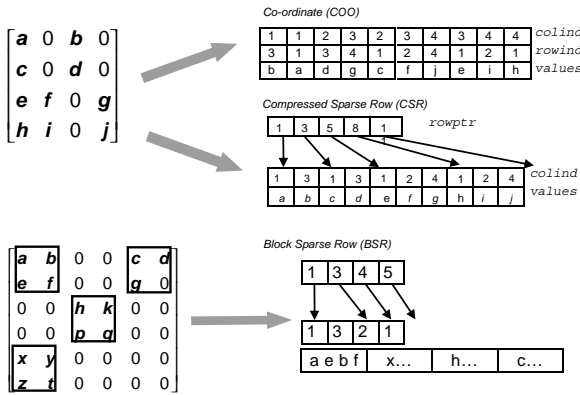 Co-ordinate (COO)
a 0 b 0
c 0 d 0
e f 0 g
h i 0 j
1 1 2 3 2 3 4 3 4 4 colind
3 1 3 4 1 2 4 1 2 1 rowind
b a d g c f j e i h values
Compressed Sparse Row (CSR)
1 3 5 8 1 rowptr
1 3 1 3 1 2 4 1 2 4 colind
a b c d e f g h i j values
Block Sparse Row (BSR)
a b 0 0 c d
e f 0 0 g 0
0 0 h k 0 0
0 0 p q 0 0
x y 0 0 0 0
z t 0 0 0 0
1 3 4 5
1 3 2 1
a e b f x… h… c…